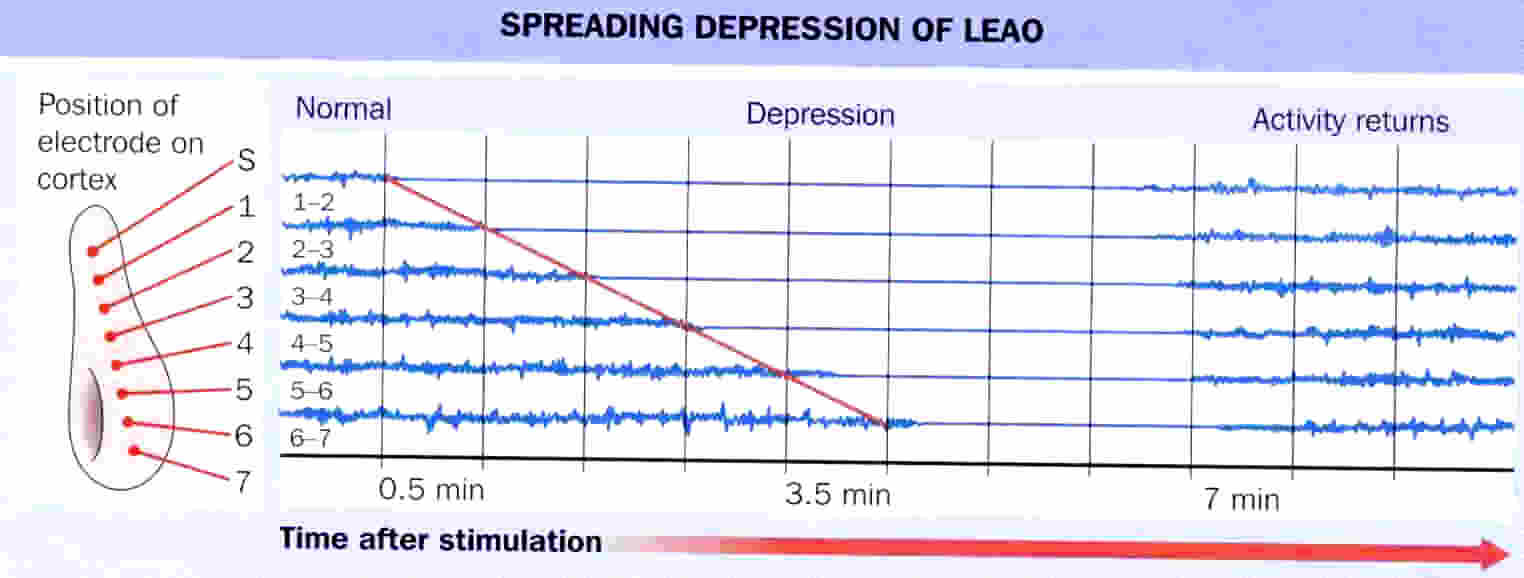 SPREADING DEPRESSION OF LEAO
Position of
electrode on
cortex
S
1
2
3
4
5
6
7
Normal
Depression
Activity returns
1–2
2–3
3–4
4–5
5–6
6–7
0.5 min
3.5 min
7 min
Time after stimulation